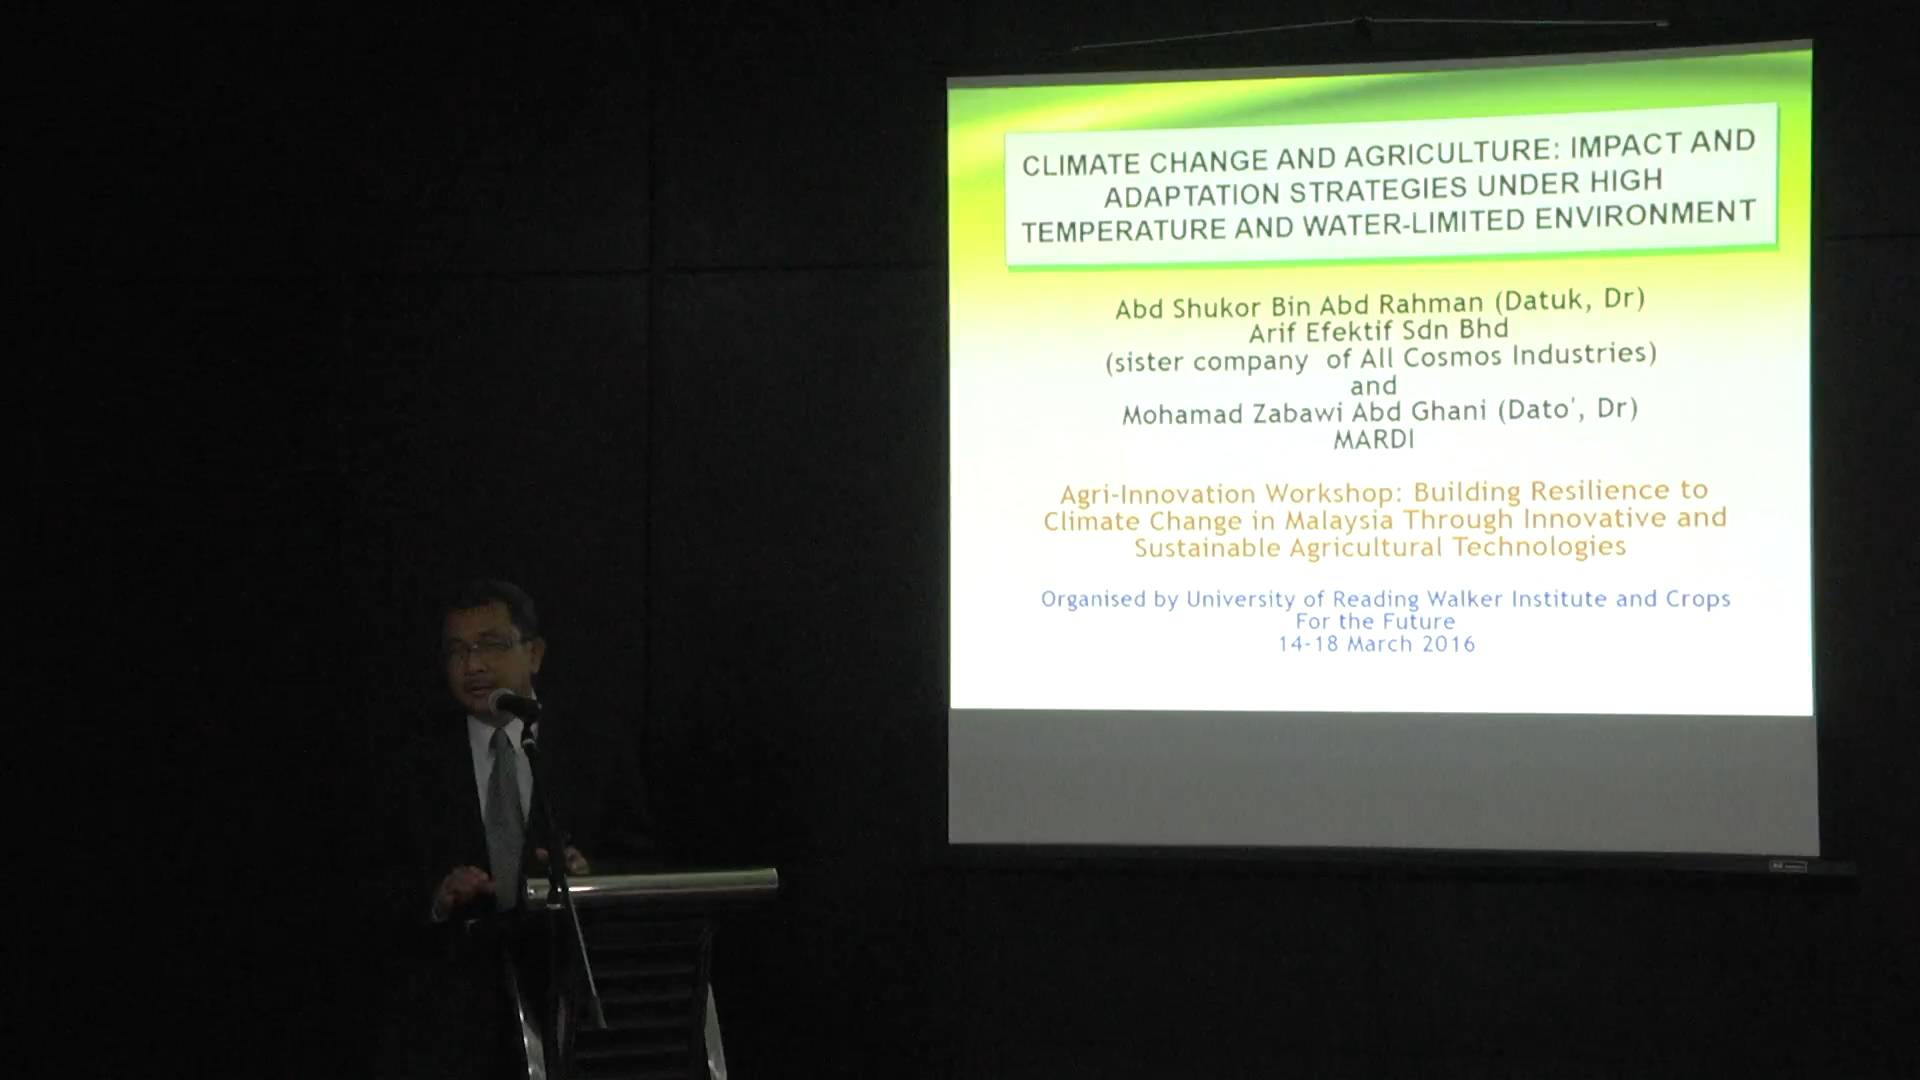 CLIMATE CHANGE AND AGRICULTURE: IMPACT AND
ADAPTATION STRATEGIES UNDER HIGH
TEMPERATURE AND WATER-LIMITED ENVIRONMENT
Abd Shukor Bin Abd Rahman (Datuk, Dr)
Arif Efektif Sdn Bhd
(sister company of All Cosmos Industries)
and
Mohamad Zabawi Abd Ghani (Dato', Dr)
MARDI
Agri-Innovation Workshop: Building Resilience to
Climate Change in Malaysia Through Innovative and
Sustainable Agricultural Technologies
Organised by University of Reading Walker Institute and Crops
For the Future
14-18 March 2016